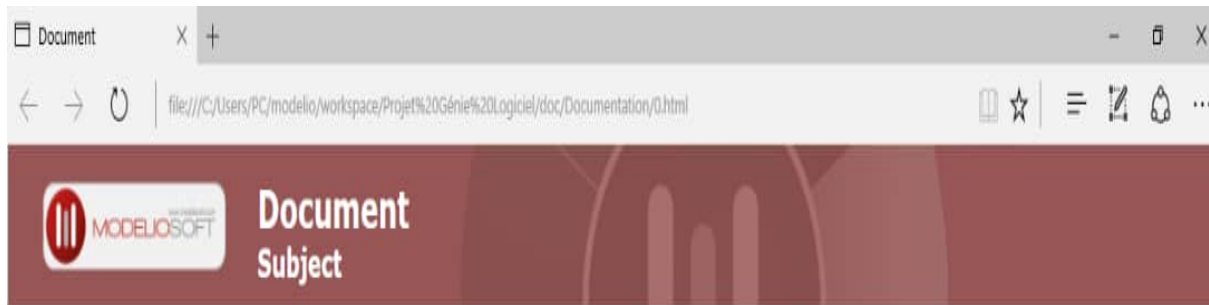 Document
file:///C:/Users/PC/modelio/workspace/Projet%20Génie%20Logiciel/doc/Documentation/0.html
MODELIOSOFT
Document
Subject